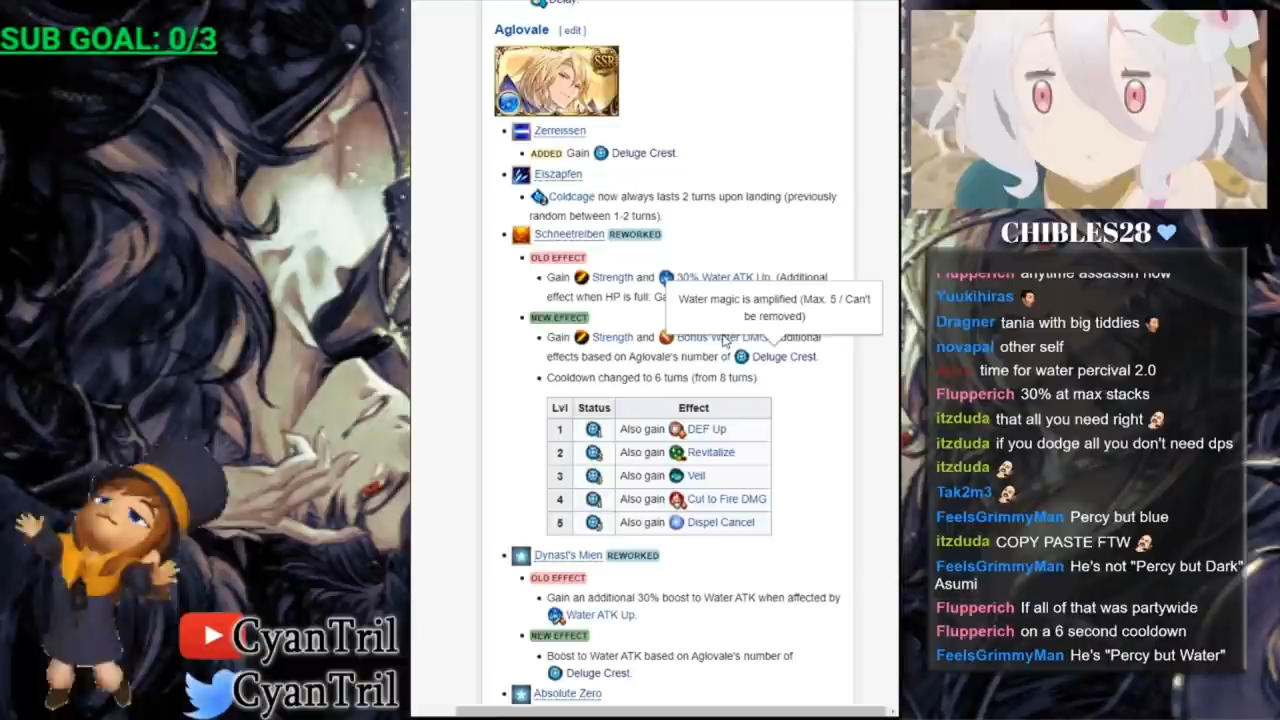 SUB GOAL: 0/3
Delay.
Aglovale [ edit ]
SSR
Zerreissen
ADDED Gain Deluge Crest.
Eiszapfen
Coldcage now always lasts 2 turns upon landing (previously
random between 1-2 turns).
Schneetreiben REWORKED
OLD EFFECT
Gain Strength and 30% Water ATK Up. (Additional
effect when HP is full: Ga
Water magic is amplified (Max. 5 / Can't
be removed)
NEW EFFECT
Gain Strength and Bonus Water DMG
effects based on Aglovale's number of Deluge Crest.
Cooldown changed to 6 turns (from 8 turns)
Lvl Status Effect
1 Also gain DEF Up
2 Also gain Revitalize
3 Also gain Veil
4 Also gain Cut to Fire DMG
5 Also gain Dispel Cancel
Dynast's Mien REWORKED
OLD EFFECT
Gain an additional 30% boost to Water ATK when affected by
Water ATK Up.
NEW EFFECT
Boost to Water ATK based on Aglovale's number of
Deluge Crest.
Absolute Zero
CHIBLES28
Flupperich anytime assassin now
Yuukihiras
Dragner tania with big tiddies
novapal other self
time for water percival 2.0
Flupperich 30% at max stacks
itzduda that all you need right
itzduda if you dodge all you don't need dps
itzduda
Tak2m3
FeelsGrimmyMan Percy but blue
itzduda COPY PASTE FTW
FeelsGrimmyMan He's not "Percy but Dark"
Asumi
Flupperich If all of that was partywide
Flupperich on a 6 second cooldown
FeelsGrimmyMan He's "Percy but Water"
CyanTril
CyanTril